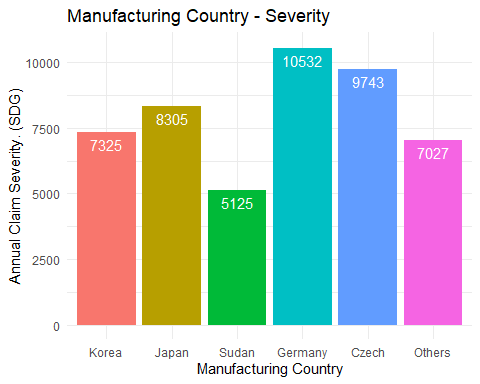 Manufacturing Country - Severity
Annual Claim Severity. (SDG)
10000
7500
5000
2500
0
7325
8305
5125
10532
9743
7027
Korea
Japan
Sudan
Germany
Czech
Others
Manufacturing Country